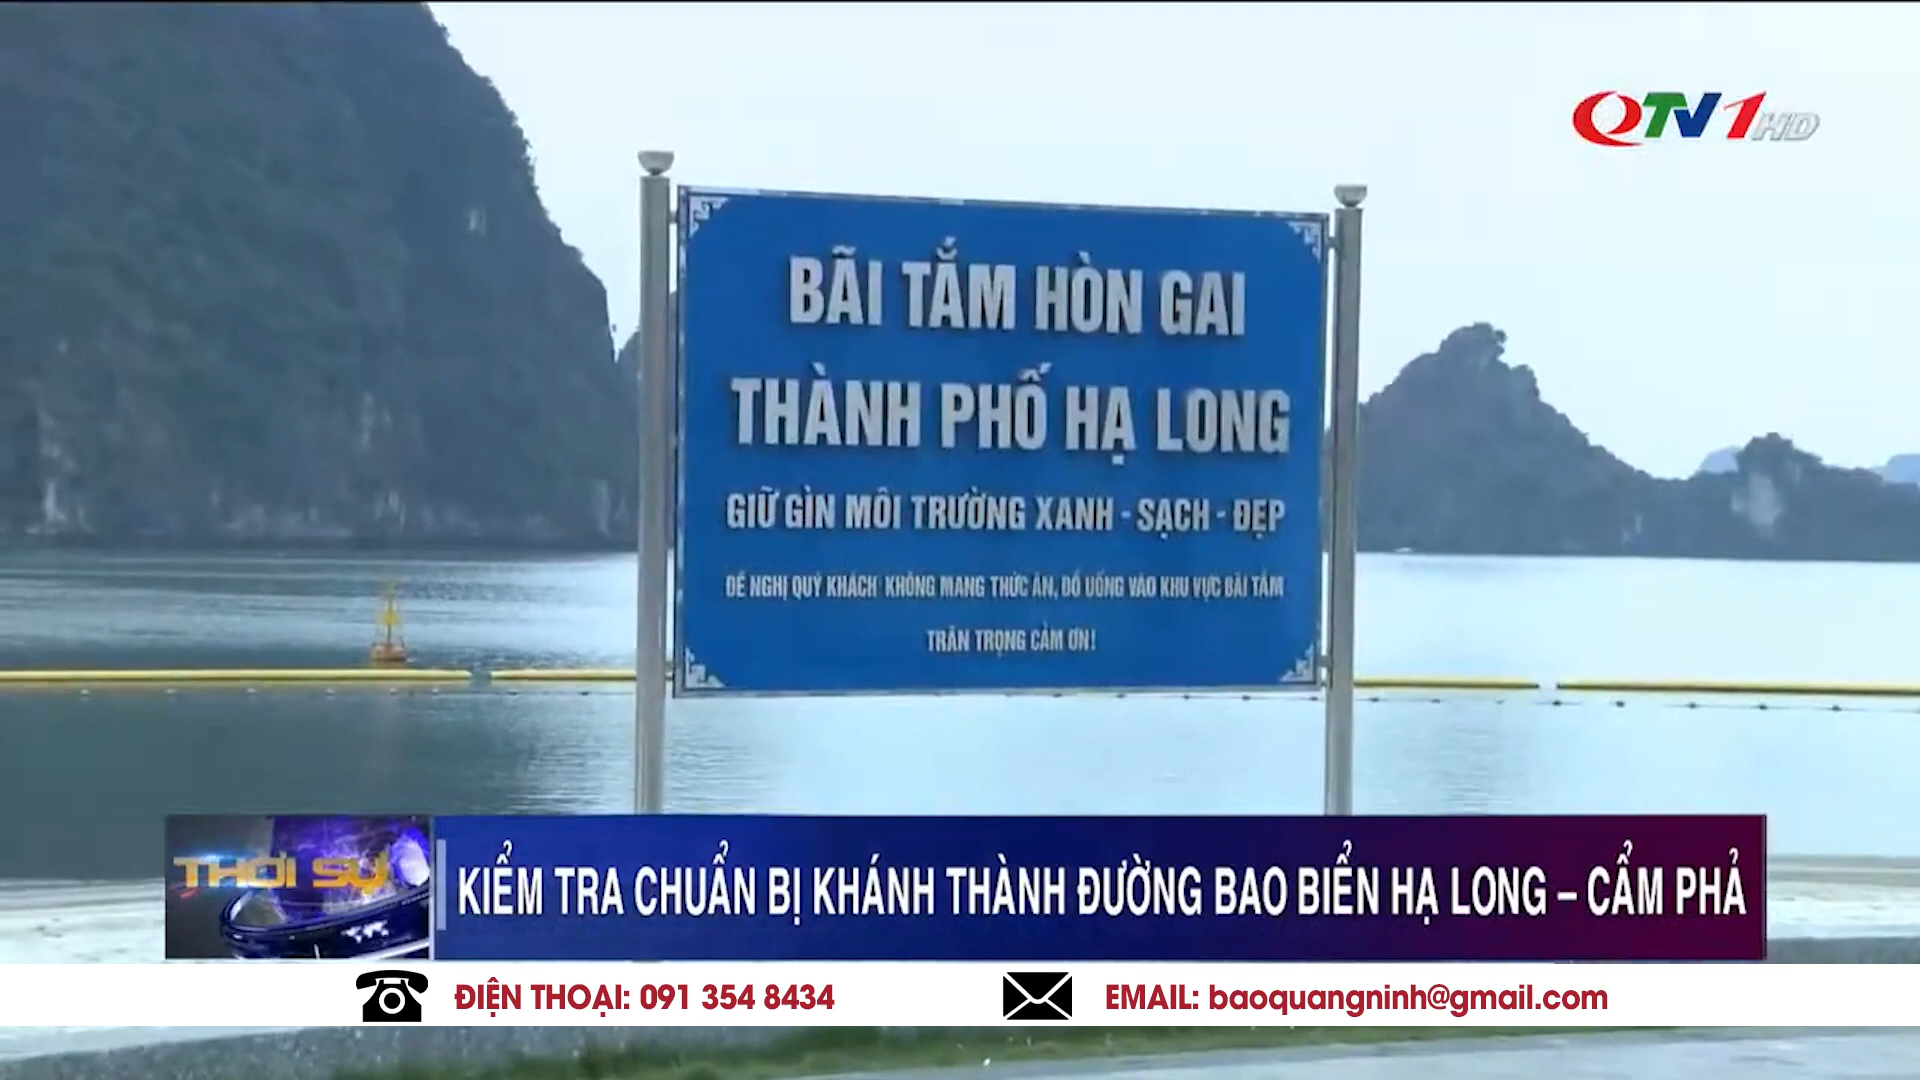 QTV1HD
BÃI TẮM HÒN GAI
THÀNH PHỐ HẠ LONG
GIỮ GÌN MÔI TRƯỜNG XANH - SẠCH - ĐẸP
ĐỀ NGHỊ QUÝ KHÁCH KHÔNG MANG THỨC ĂN, ĐỒ UỐNG VÀO KHU VỰC BÃI TẮM
TRÂN TRỌNG CẢM ƠN!
THỜI SỰ
KIỂM TRA CHUẨN BỊ KHÁNH THÀNH ĐƯỜNG BAO BIỂN HẠ LONG – CẨM PHẢ
ĐIỆN THOẠI: 091 354 8434
EMAIL: baoquangninh@gmail.com